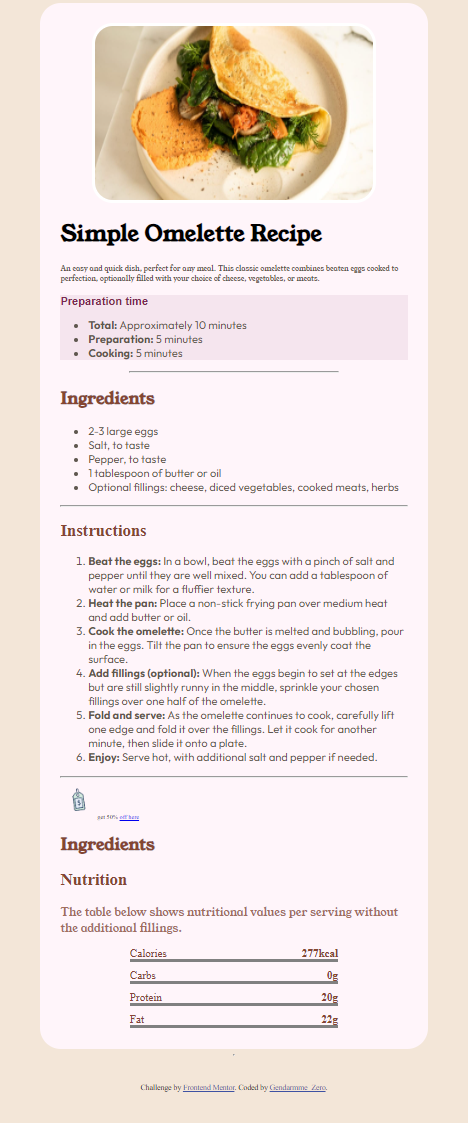 Simple Omelette Recipe
An easy and quick dish, perfect for any meal. This classic omelette combines beaten eggs cooked to
perfection, optionally filled with your choice of cheese, vegetables, or meats.
Preparation time
Total: Approximately 10 minutes
Preparation: 5 minutes
Cooking: 5 minutes
Ingredients
2-3 large eggs
Salt, to taste
Pepper, to taste
1 tablespoon of butter or oil
Optional fillings: cheese, diced vegetables, cooked meats, herbs
Instructions
1. Beat the eggs: In a bowl, beat the eggs with a pinch of salt and
pepper until they are well mixed. You can add a tablespoon of
water or milk for a fluffier texture.
2. Heat the pan: Place a non-stick frying pan over medium heat
and add butter or oil.
3. Cook the omelette: Once the butter is melted and bubbling, pour
in the eggs. Tilt the pan to ensure the eggs evenly coat the
surface.
4. Add fillings (optional): When the eggs begin to set at the edges
but are still slightly runny in the middle, sprinkle your chosen
fillings over one half of the omelette.
5. Fold and serve: As the omelette continues to cook, carefully lift
one edge and fold it over the fillings. Let it cook for another
minute, then slide it onto a plate.
6. Enjoy: Serve hot, with additional salt and pepper if needed.
get 50% off here
Ingredients
Nutrition
The table below shows nutritional values per serving without
the additional fillings.
Calories 277kcal
Carbs 0g
Protein 20g
Fat 22g
.
Challenge by Frontend Mentor. Coded by Gendarmme_Zero.